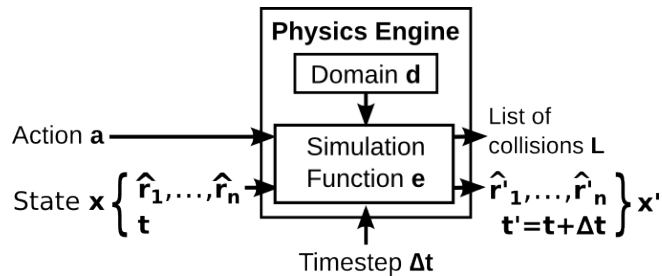 Physics Engine
Domain d
Action a
Simulation
Function e
List of
collisions L
State x { r̂₁,...,r̂ₙ
t
r̂'₁,...,r̂'ₙ } x'
t'=t+Δt
Timestep Δt